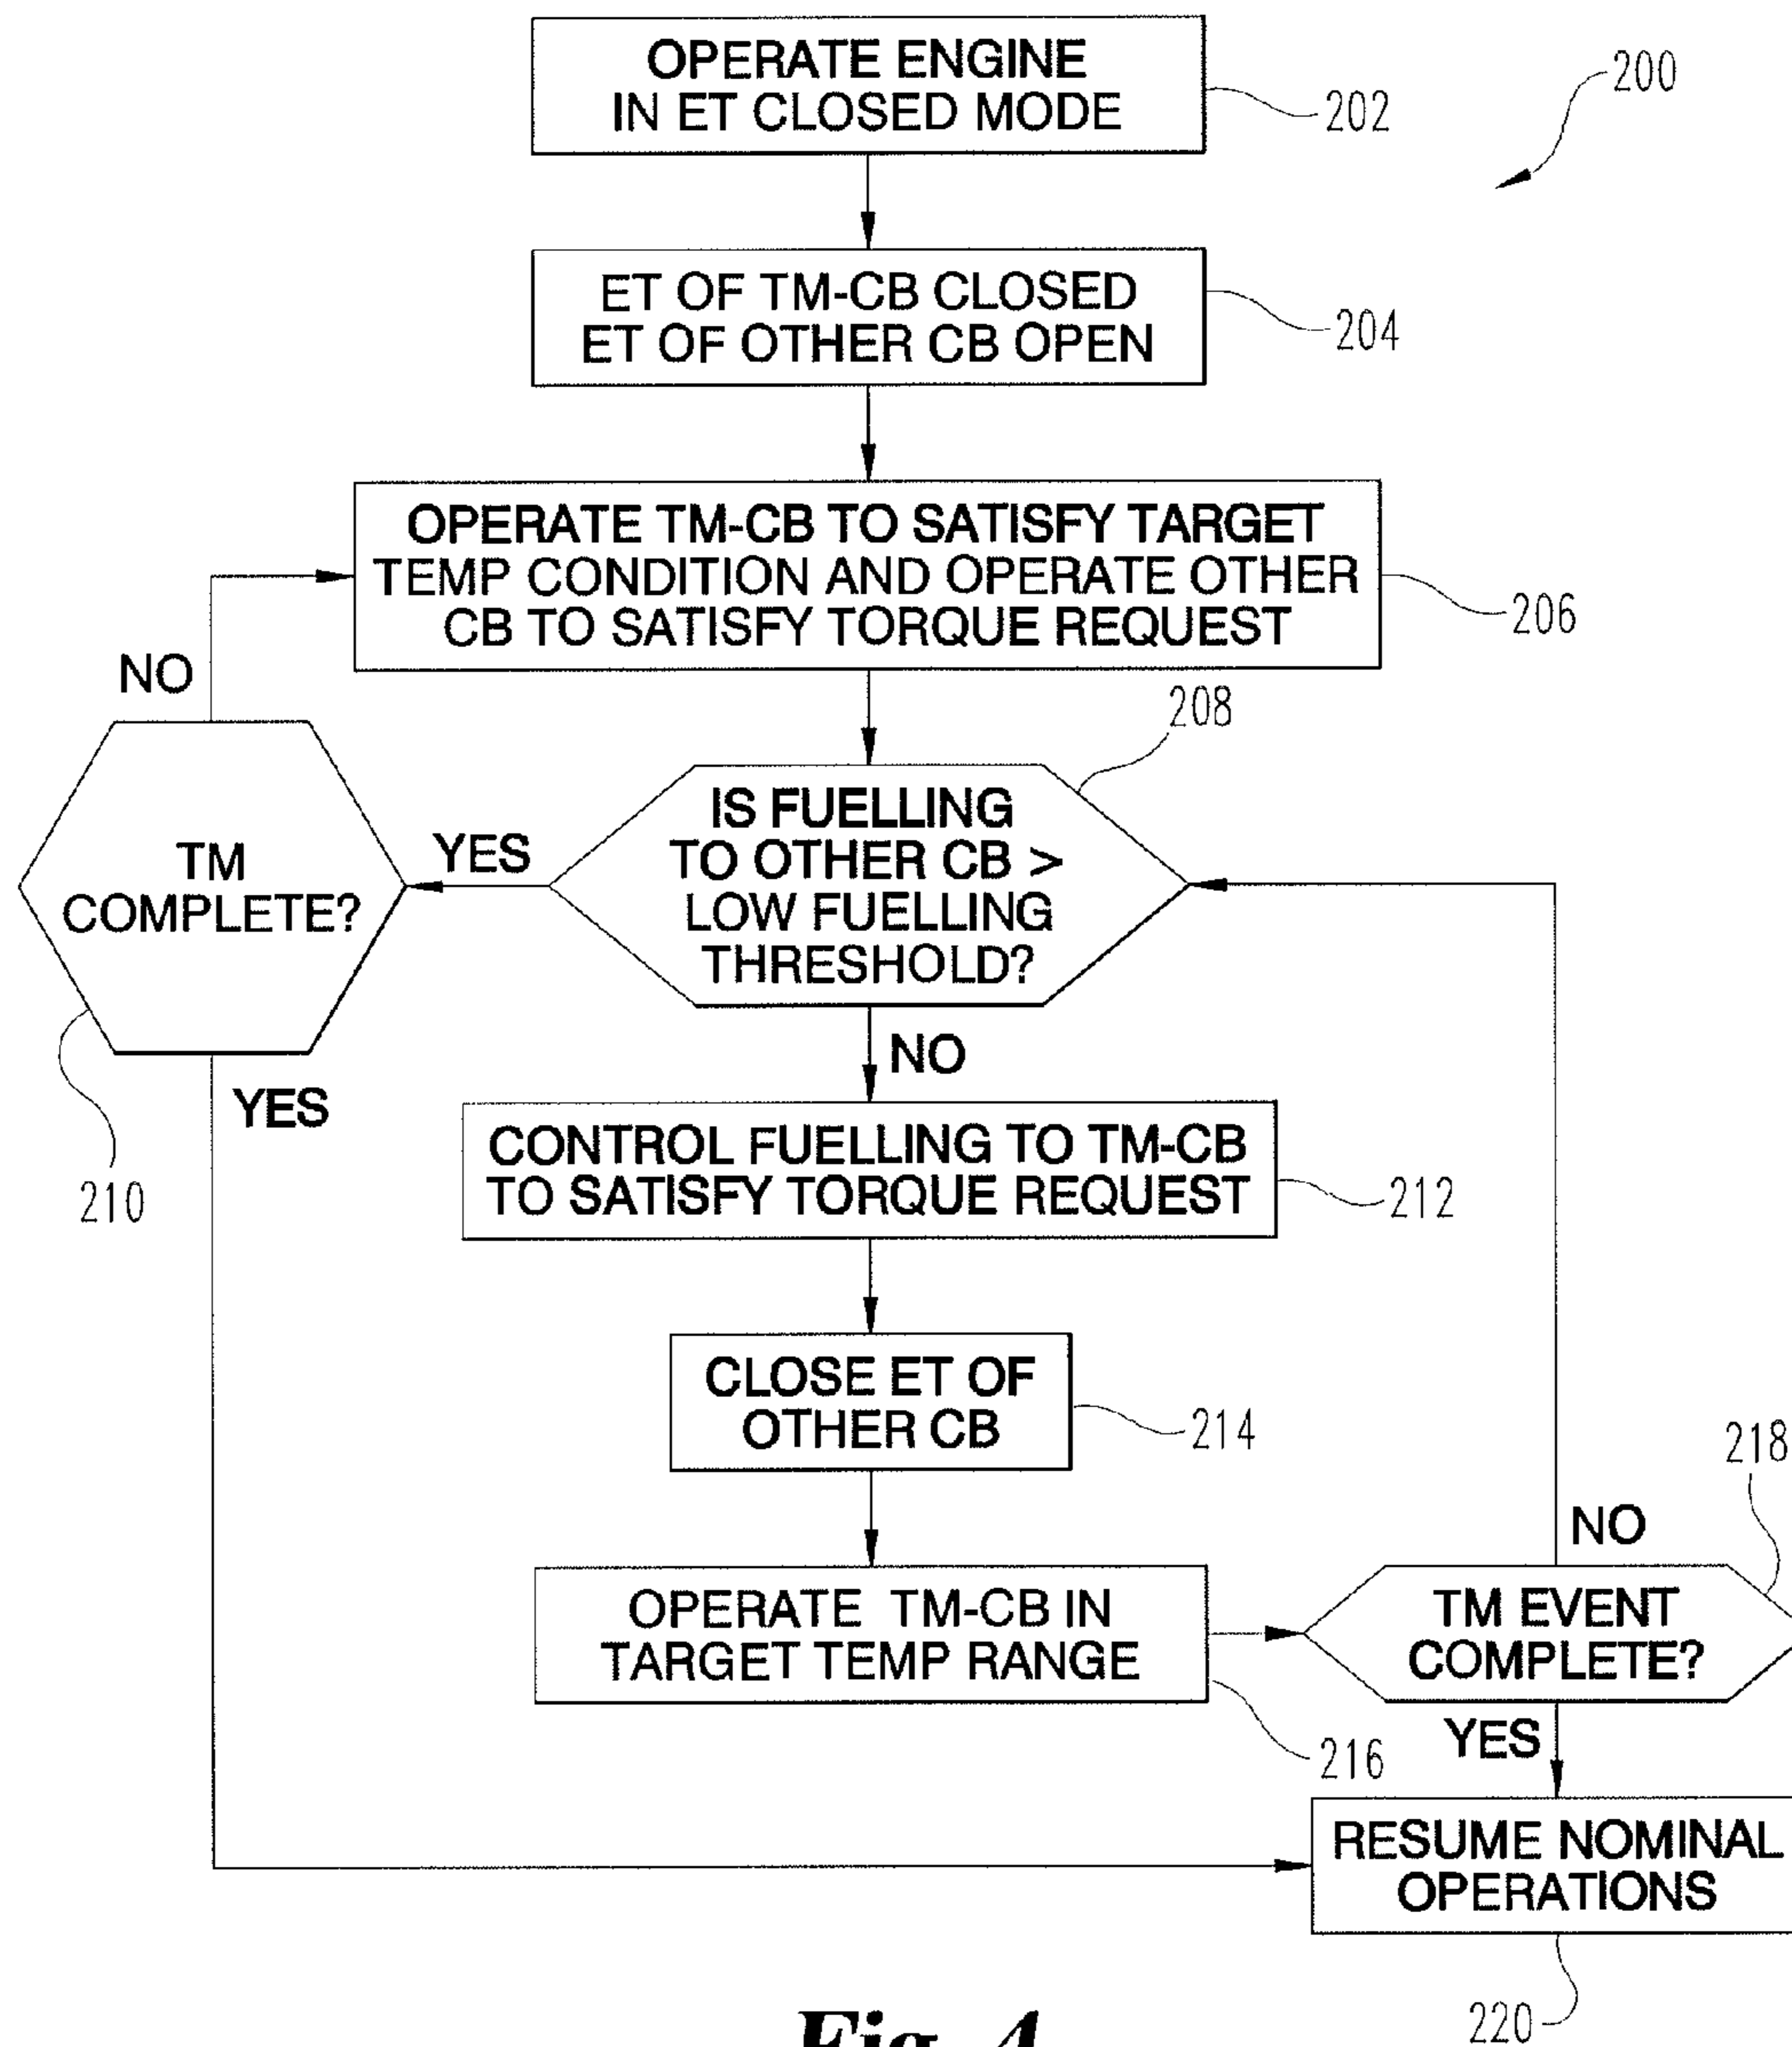 OPERATE ENGINE
IN ET CLOSED MODE
202
200
ET OF TM-CB CLOSED
ET OF OTHER CB OPEN
204
OPERATE TM-CB TO SATISFY TARGET
TEMP CONDITION AND OPERATE OTHER
CB TO SATISFY TORQUE REQUEST
206
NO
208
IS FUELLING
TO OTHER CB >
LOW FUELLING
THRESHOLD?
YES
TM
COMPLETE?
210
YES
NO
CONTROL FUELLING TO TM-CB
TO SATISFY TORQUE REQUEST
212
CLOSE ET OF
OTHER CB
214
218
NO
OPERATE TM-CB IN
TARGET TEMP RANGE
216
TM EVENT
COMPLETE?
YES
RESUME NOMINAL
OPERATIONS
220
Fig. 4